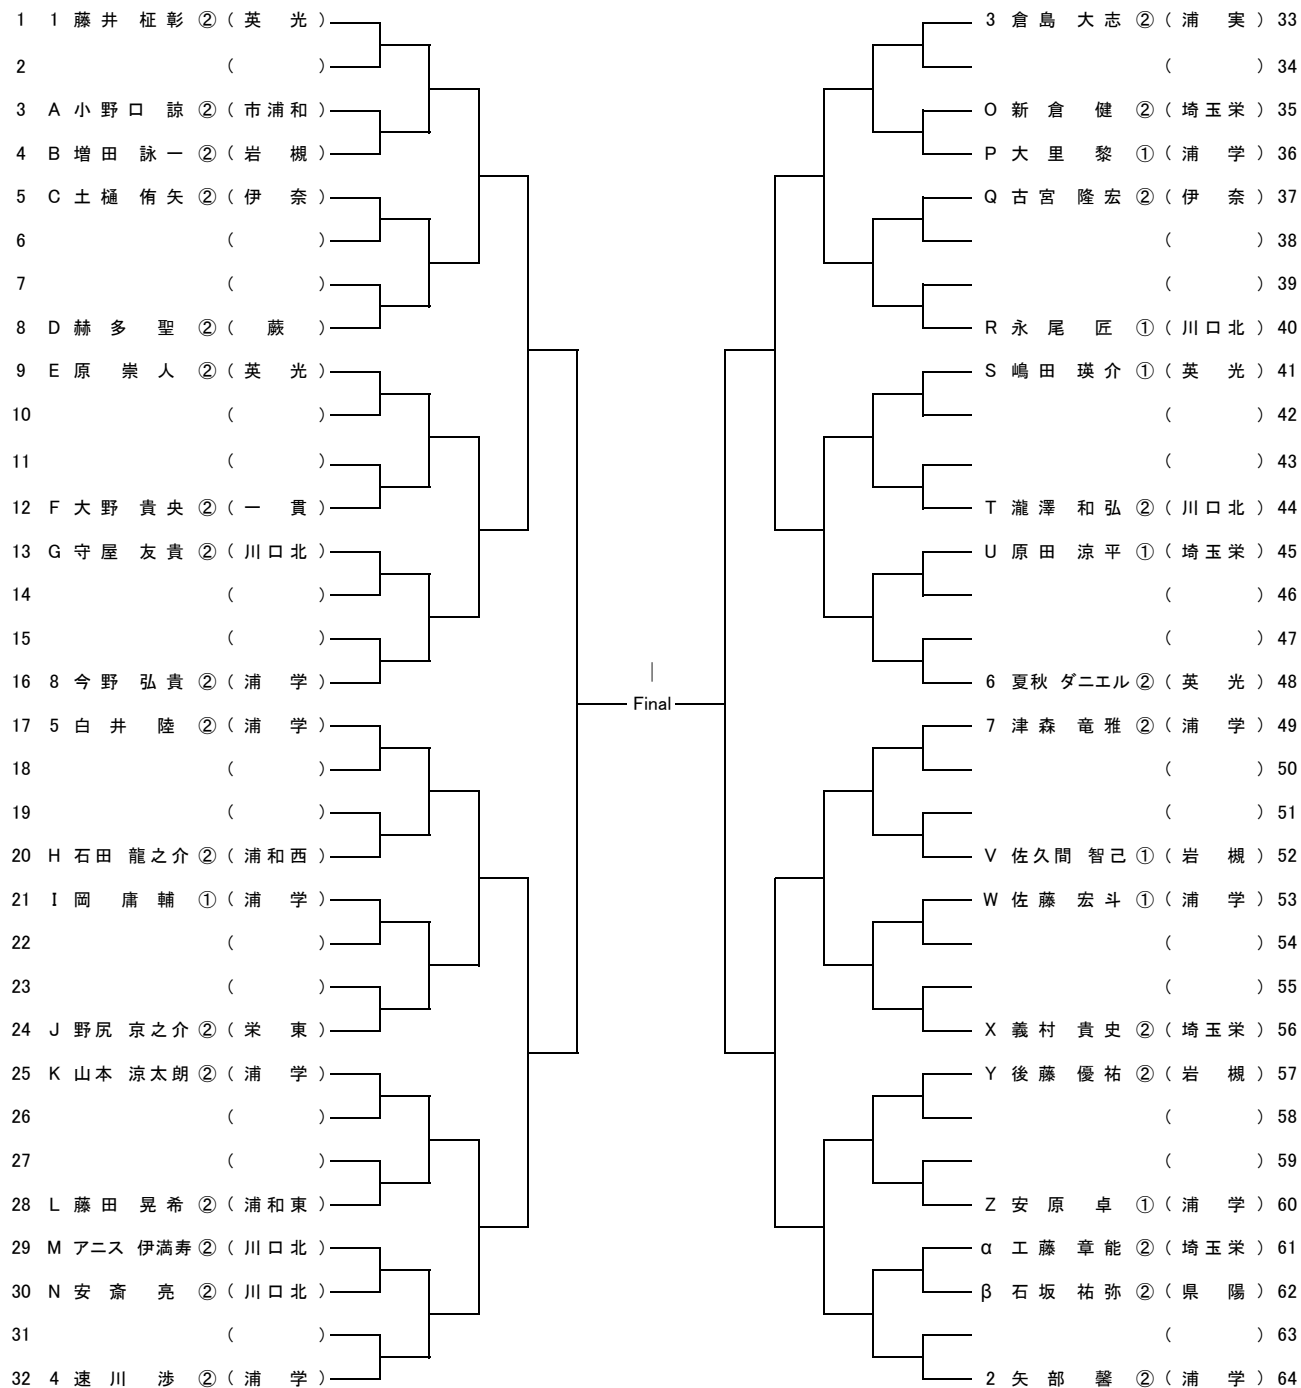 1 1 藤井 柾彰 ② ( 英 光 )
2 ( )
3 A 小野口 諒 ② ( 市浦和 )
4 B 増田 詠一 ② ( 岩 槻 )
5 C 土樋 侑矢 ② ( 伊 奈 )
6 ( )
7 ( )
8 D 赫多 聖 ② ( 蕨 )
9 E 原 崇人 ② ( 英 光 )
10 ( )
11 ( )
12 F 大野 貴央 ② ( 一 貫 )
13 G 守屋 友貴 ② ( 川口北 )
14 ( )
15 ( )
16 8 今野 弘貴 ② ( 浦 学 )
17 5 白井 陸 ② ( 浦 学 )
18 ( )
19 ( )
20 H 石田 龍之介 ② ( 浦和西 )
21 I 岡 庸輔 ① ( 浦 学 )
22 ( )
23 ( )
24 J 野尻 京之介 ② ( 栄 東 )
25 K 山本 涼太朗 ② ( 浦 学 )
26 ( )
27 ( )
28 L 藤田 晃希 ② ( 浦和東 )
29 M アニス 伊満寿 ② ( 川口北 )
30 N 安斎 亮 ② ( 川口北 )
31 ( )
32 4 速川 渉 ② ( 浦 学 )
Final
3 倉島 大志 ② ( 浦 実 ) 33
( ) 34
O 新倉 健 ② ( 埼玉栄 ) 35
P 大里 黎 ① ( 浦 学 ) 36
Q 古宮 隆宏 ② ( 伊 奈 ) 37
( ) 38
( ) 39
R 永尾 匠 ① ( 川口北 ) 40
S 嶋田 瑛介 ① ( 英 光 ) 41
( ) 42
( ) 43
T 瀧澤 和弘 ② ( 川口北 ) 44
U 原田 涼平 ① ( 埼玉栄 ) 45
( ) 46
( ) 47
6 夏秋 ダニエル ② ( 英 光 ) 48
7 津森 竜雅 ② ( 浦 学 ) 49
( ) 50
( ) 51
V 佐久間 智己 ① ( 岩 槻 ) 52
W 佐藤 宏斗 ① ( 浦 学 ) 53
( ) 54
( ) 55
X 義村 貴史 ② ( 埼玉栄 ) 56
Y 後藤 優祐 ② ( 岩 槻 ) 57
( ) 58
( ) 59
Z 安原 卓 ① ( 浦 学 ) 60
α 工藤 章能 ② ( 埼玉栄 ) 61
β 石坂 祐弥 ② ( 県 陽 ) 62
( ) 63
2 矢部 馨 ② ( 浦 学 ) 64